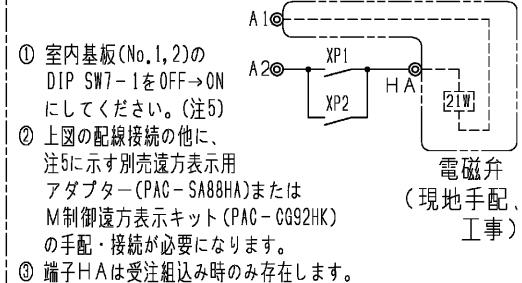 A1
① 室内基板(No.1,2)の
DIP SW7-1をOFF→ON
にしてください。(注5)
② 上図の配線接続の他に、
注5に示す別売遠方表示用
アダプター(PAC-SA88HA)または
M制御遠方表示キット(PAC-CG92HK)
の手配・接続が必要になります。
③ 端子HAは受注組込み時のみ存在します。
A2
XP1
XP2
HA
21W
電磁弁
(現地手配、
工事)